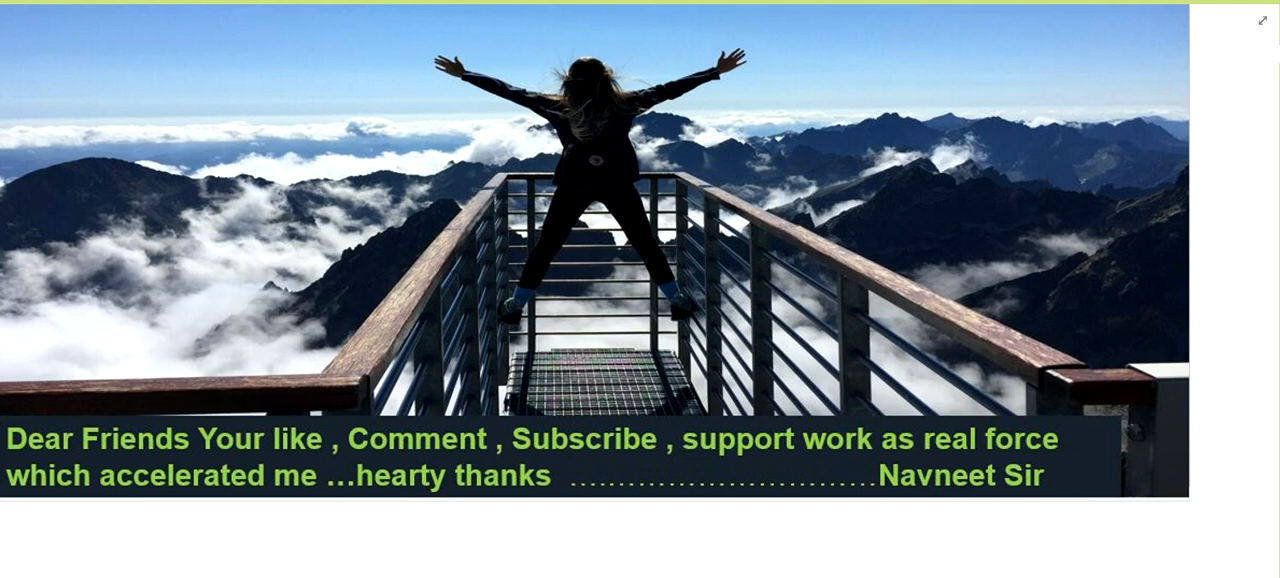 Dear Friends Your like , Comment , Subscribe , support work as real force
which accelerated me ...hearty thanks ................................Navneet Sir